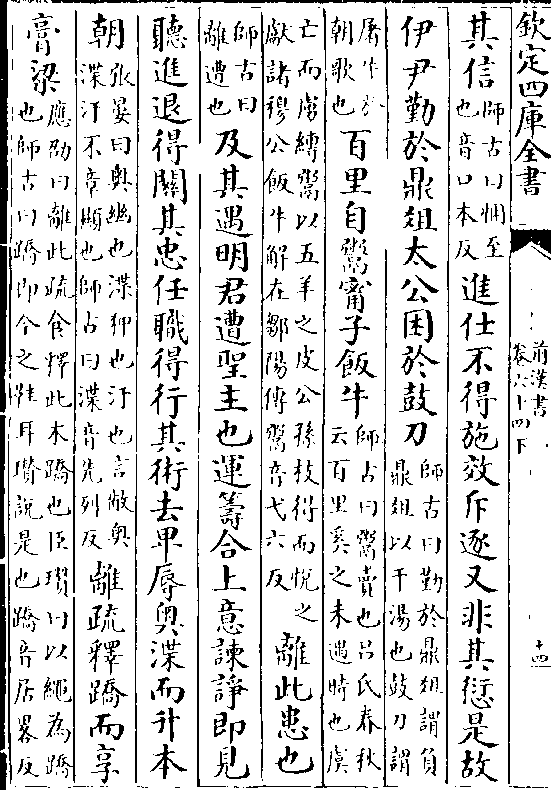 欽定四庫全書
前漢書
卷六十四下
十四
其信師古曰悃至也音口本反進仕不得施效斥逐又非其愆是故
伊尹勤於鼎俎太公困於鼓刀師古曰勤於鼎俎謂負鼎俎以干湯也鼓刀謂
屠牛於朝歌也百里自鬻甯子飯牛師古曰鬻賣也呂氏春秋云百里奚之未遇時也虞
亡而虜縛鬻以五羊之皮公孫枝得而悅之獻諸穆公飯牛解在鄒陽傳鬻音弋六反離此患也
師古曰離遭也及其遇明君遭聖主也運籌合上意諫諍即見
聽進退得關其忠任職得行其術去卑辱奧渫而升本
朝張晏曰奧幽也渫狎也汙也言敝奧渫汙不章顯也師古曰渫音先列反離疏釋蹻而享
膏粱應劭曰離此疏食釋此木蹻也臣瓚曰以繩為蹻也師古曰蹻即今之鞋耳瓚說是也蹻音居畧反